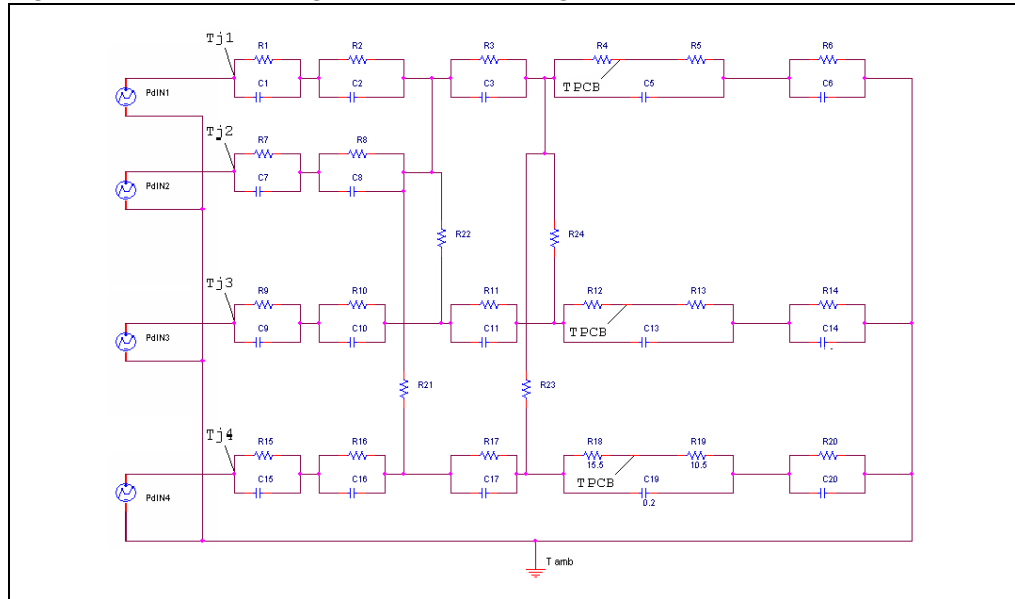 Tj1
R1 R2 R3 R4 R5 R6
C1 C2 C3 TPCB C5 C6
PdIN1
Tj2
R7 R8
C7 C8
PdIN2
R22 R24
Tj3
R9 R10 R11 R12 R13 R14
C9 C10 C11 C13 C14
PdIN3 TPCB
R21 R23
Tj4
R15 R16 R17 R18 R19 R20
15.5 10.5
C15 C16 C17 TPCB C19 C20
0.2
PdIN4
T amb